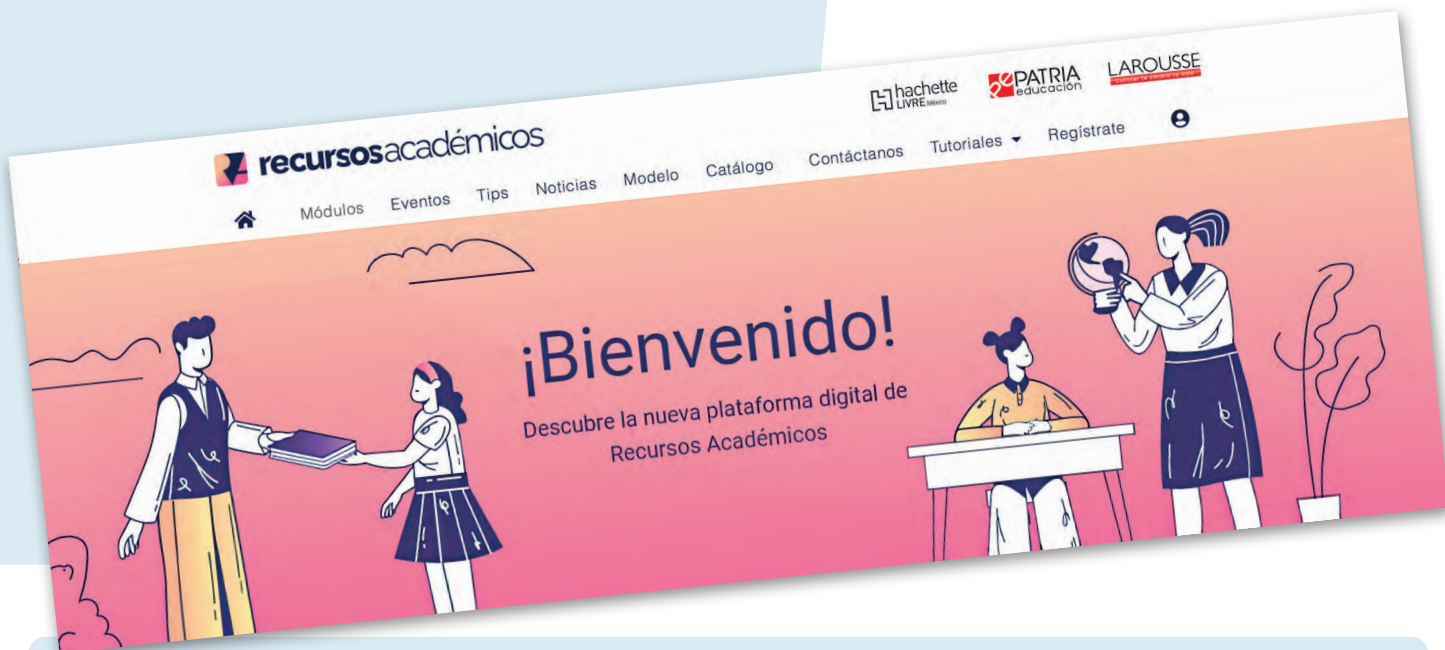 hachette
LIVRE México
PATRIA
educación
LAROUSSE
recursosacadémicos
Módulos Eventos Tips Noticias Modelo Catálogo Contáctanos Tutoriales Regístrate
¡Bienvenido!
Descubre la nueva plataforma digital de
Recursos Académicos